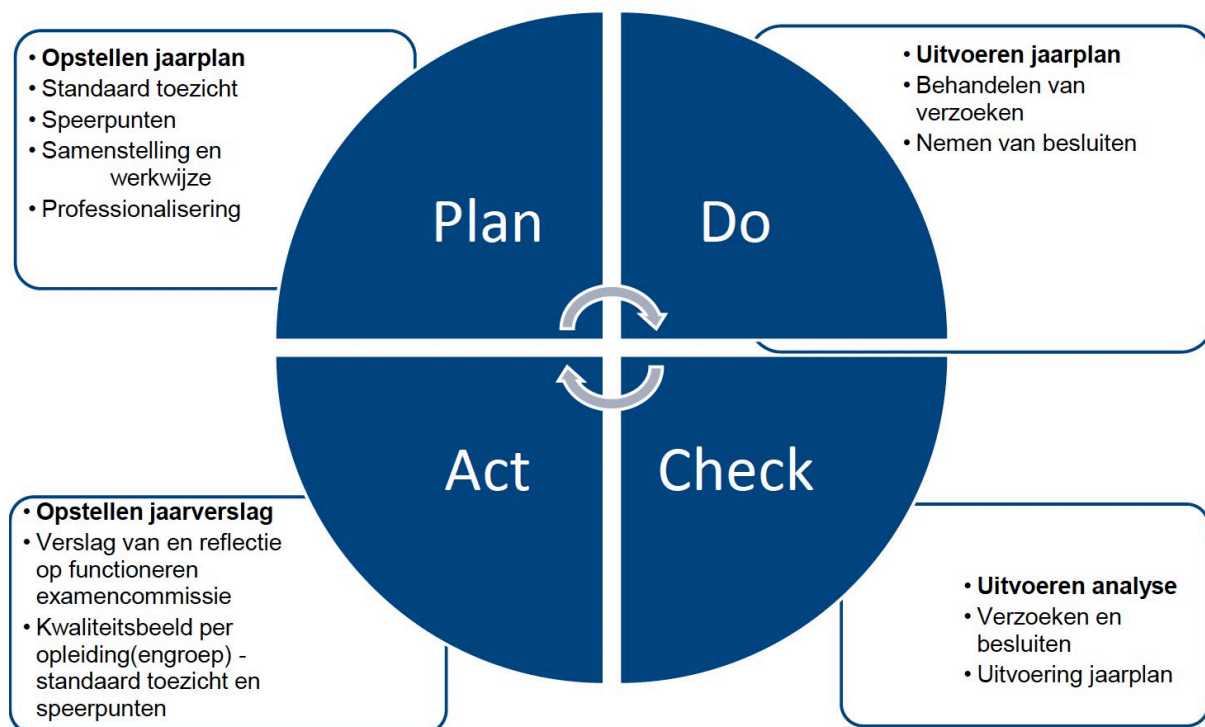 • Opstellen jaarplan
• Standaard toezicht
• Speerpunten
• Samenstelling en
werkwijze
• Professionalisering
Plan
Do
• Uitvoeren jaarplan
• Behandelen van
verzoeken
• Nemen van besluiten
Act
• Opstellen jaarverslag
• Verslag van en reflectie
op functioneren
examencommissie
• Kwaliteitsbeeld per
opleiding(engroep) -
standaard toezicht en
speerpunten
Check
• Uitvoeren analyse
• Verzoeken en
besluiten
• Uitvoering jaarplan